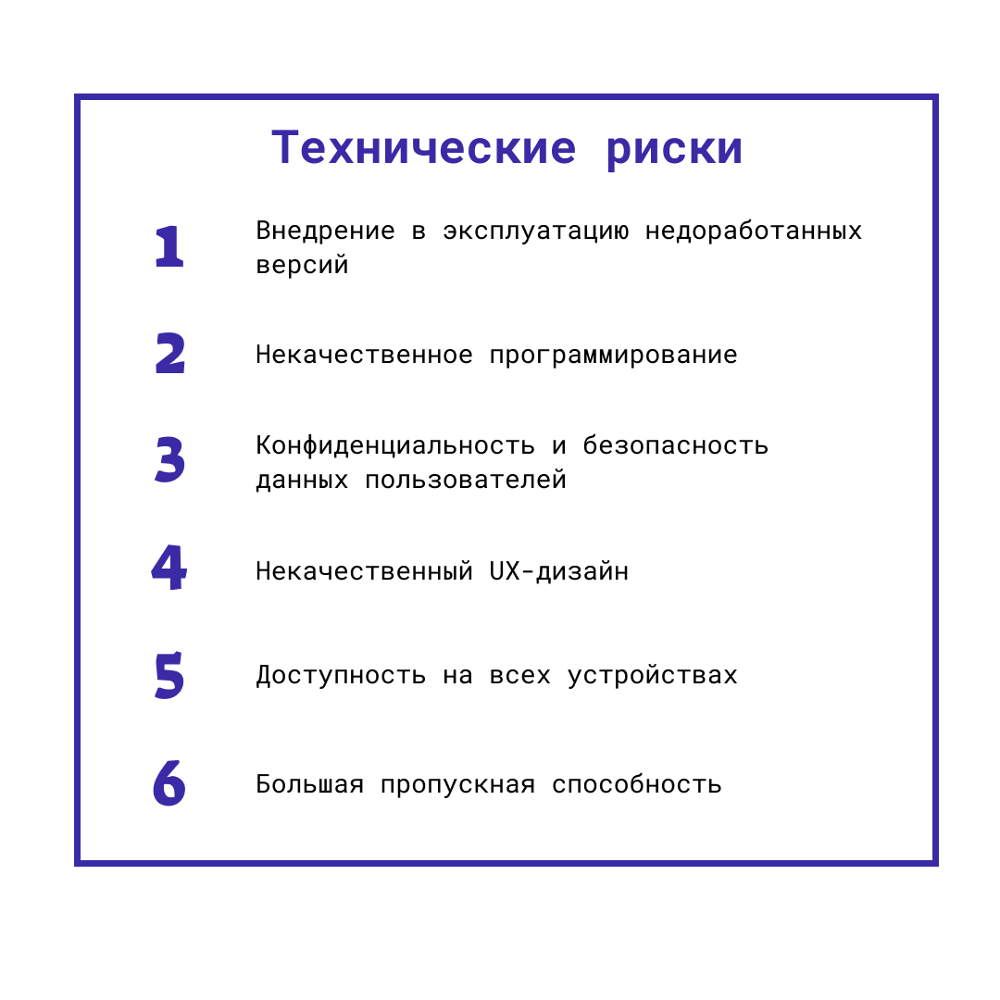 Технические риски
1
Внедрение в эксплуатацию недоработанных
версий
2
Некачественное программирование
3
Конфиденциальность и безопасность
данных пользователей
4
Некачественный UX-дизайн
5
Доступность на всех устройствах
6
Большая пропускная способность